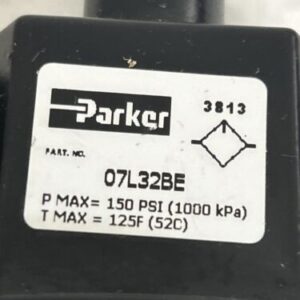 Parker
3813
PART. NO.
07L32BE
P MAX= 150 PSI (1000 kPa)
T MAX = 125F (52C)